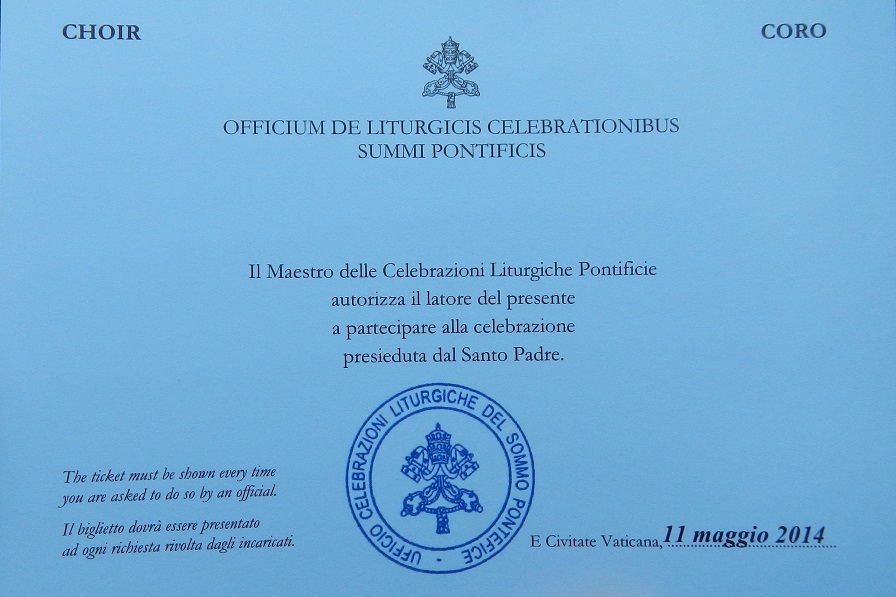 CHOIR
CORO
OFFICIUM DE LITURGICIS CELEBRATIONIBUS
SUMMI PONTIFICIS
Il Maestro delle Celebrazioni Liturgiche Pontificie
autorizza il latore del presente
a partecipare alla celebrazione
presieduta dal Santo Padre.
UFFICIO CELEBRAZIONI LITURGICHE DEL SOMMO PONTEFICE
The ticket must be shown every time
you are asked to do so by an official.
Il biglietto dovrà essere presentato
ad ogni richiesta rivolta dagli incaricati.
E Civitate Vaticana, 11 maggio 2014